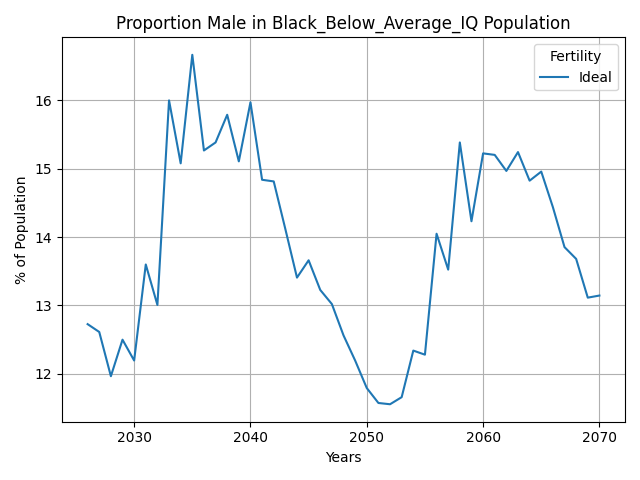 Proportion Male in Black_Below_Average_IQ Population
Fertility
Ideal
% of Population
16
15
14
13
12
2030 2040 2050 2060 2070
Years